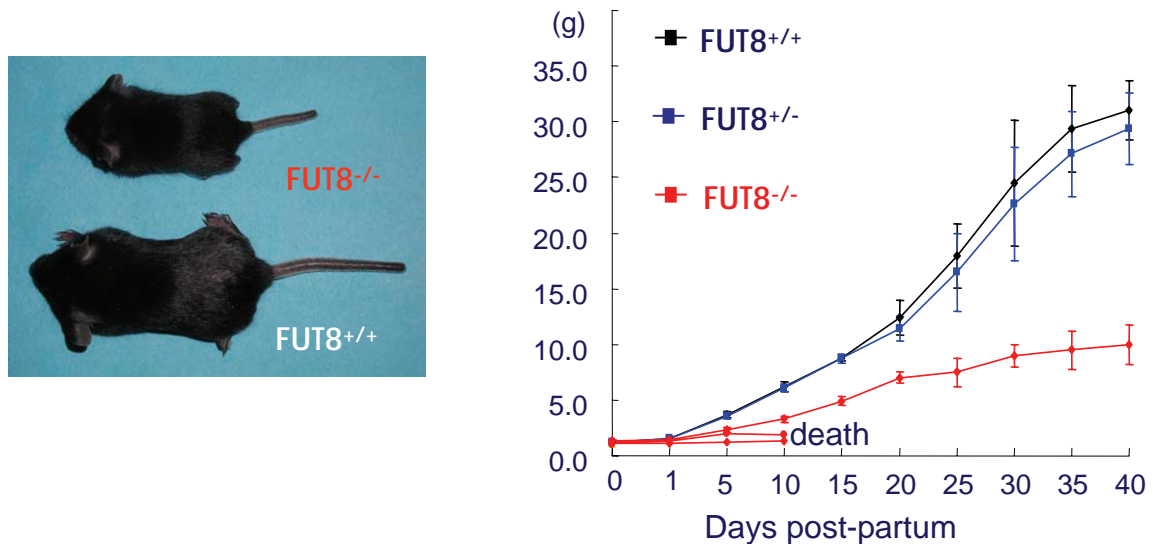 FUT8-/-
FUT8+/+
(g)
FUT8+/+
FUT8+/-
FUT8-/-
35.0
30.0
25.0
20.0
15.0
10.0
5.0
0.0
death
0 1 5 10 15 20 25 30 35 40
Days post-partum